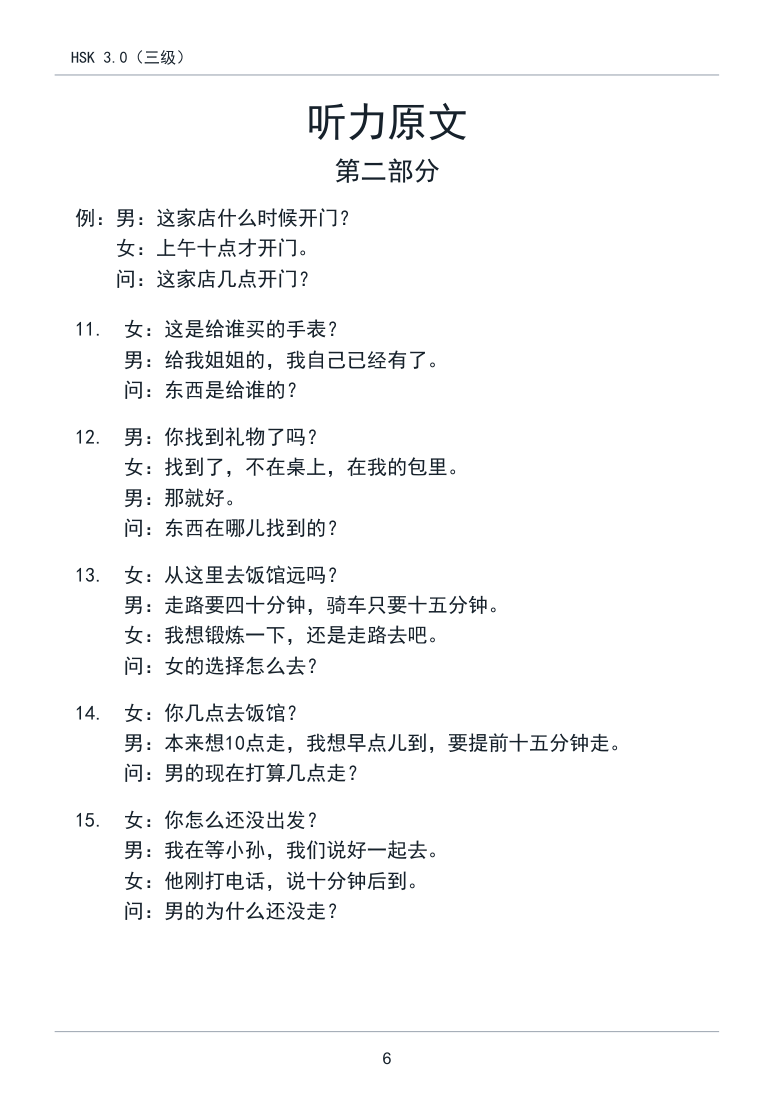 HSK 3.0（三级）
听力原文
第二部分
例：男：这家店什么时候开门？
女：上午十点才开门。
问：这家店几点开门？
11. 女：这是给谁买的手表？
男：给我姐姐的，我自己已经有了。
问：东西是给谁的？
12. 男：你找到礼物了吗？
女：找到了，不在桌上，在我的包里。
男：那就好。
问：东西在哪儿找到的？
13. 女：从这里去饭馆远吗？
男：走路要四十分钟，骑车只要十五分钟。
女：我想锻炼一下，还是走路去吧。
问：女的选择怎么去？
14. 女：你几点去饭馆？
男：本来想10点走，我想早点儿到，要提前十五分钟走。
问：男的现在打算几点走？
15. 女：你怎么还没出发？
男：我在等小孙，我们说好一起去。
女：他刚打电话，说十分钟后到。
问：男的为什么还没走？
6